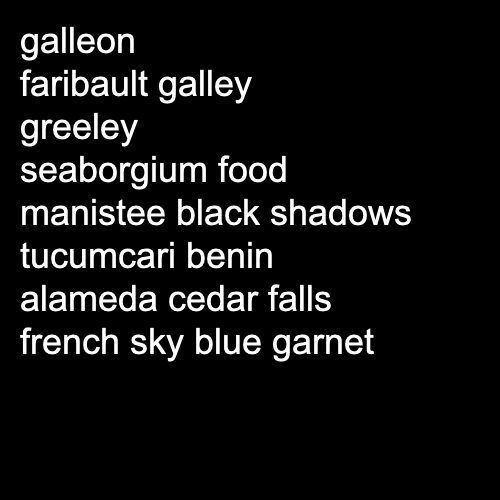 galleon
faribault galley
greeley
seaborgium food
manistee black shadows
tucumcari benin
alameda cedar falls
french sky blue garnet